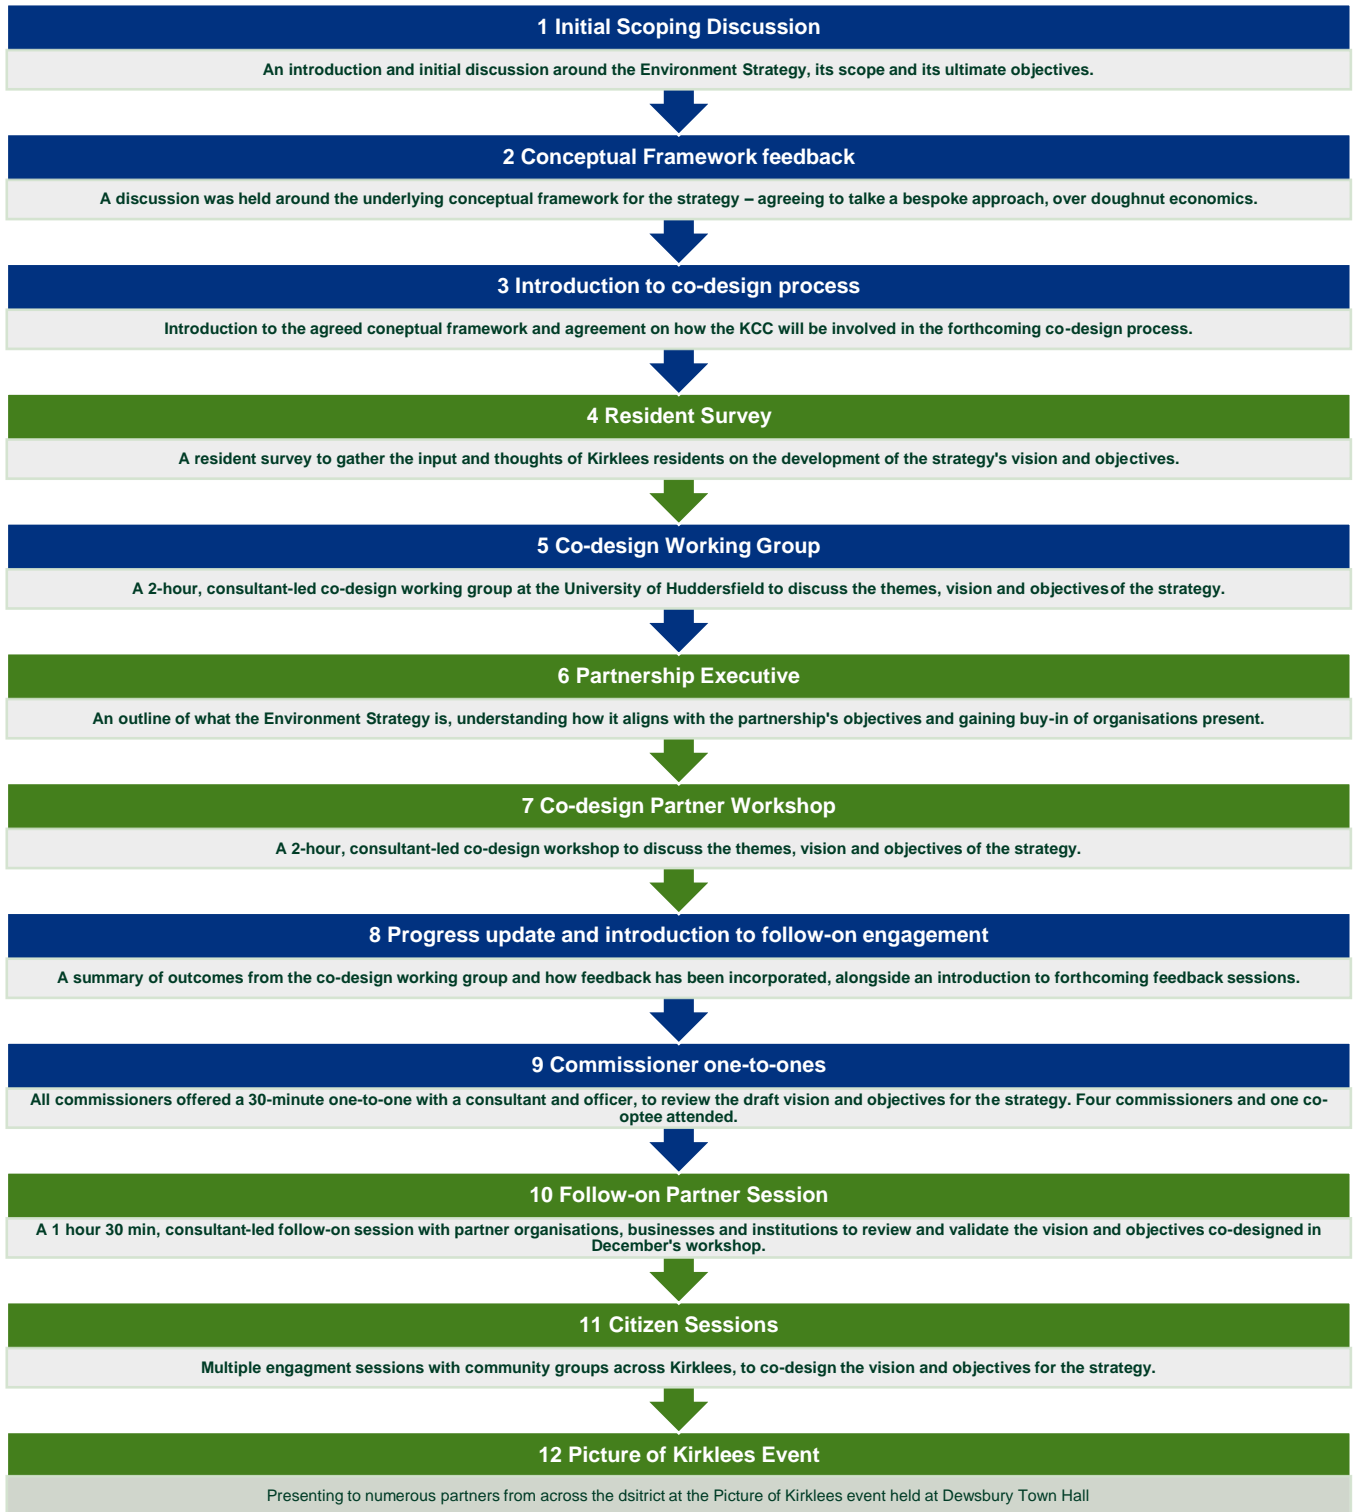 1 Initial Scoping Discussion
An introduction and initial discussion around the Environment Strategy, its scope and its ultimate objectives.
2 Conceptual Framework feedback
A discussion was held around the underlying conceptual framework for the strategy – agreeing to talke a bespoke approach, over doughnut economics.
3 Introduction to co-design process
Introduction to the agreed coneptual framework and agreement on how the KCC will be involved in the forthcoming co-design process.
4 Resident Survey
A resident survey to gather the input and thoughts of Kirklees residents on the development of the strategy's vision and objectives.
5 Co-design Working Group
A 2-hour, consultant-led co-design working group at the University of Huddersfield to discuss the themes, vision and objectives of the strategy.
6 Partnership Executive
An outline of what the Environment Strategy is, understanding how it aligns with the partnership's objectives and gaining buy-in of organisations present.
7 Co-design Partner Workshop
A 2-hour, consultant-led co-design workshop to discuss the themes, vision and objectives of the strategy.
8 Progress update and introduction to follow-on engagement
A summary of outcomes from the co-design working group and how feedback has been incorporated, alongside an introduction to forthcoming feedback sessions.
9 Commissioner one-to-ones
All commissioners offered a 30-minute one-to-one with a consultant and officer, to review the draft vision and objectives for the strategy. Four commissioners and one co-
optee attended.
10 Follow-on Partner Session
A 1 hour 30 min, consultant-led follow-on session with partner organisations, businesses and institutions to review and validate the vision and objectives co-designed in
December's workshop.
11 Citizen Sessions
Multiple engagment sessions with community groups across Kirklees, to co-design the vision and objectives for the strategy.
12 Picture of Kirklees Event
Presenting to numerous partners from across the dsitrict at the Picture of Kirklees event held at Dewsbury Town Hall